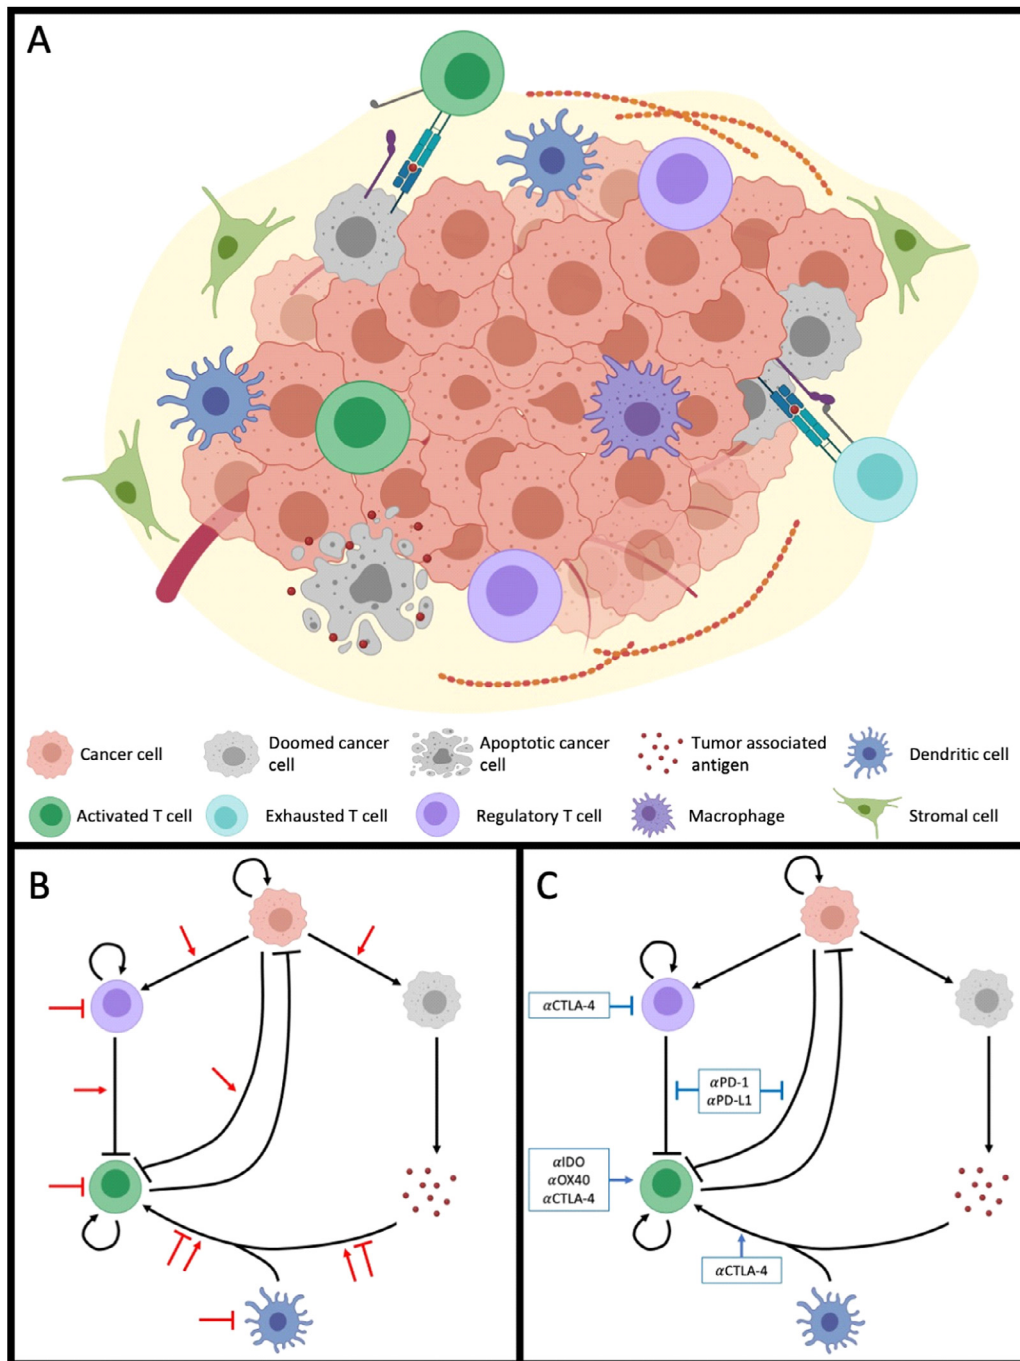 A
Cancer cell
Doomed cancer
cell
Apoptotic cancer
cell
Tumor associated
antigen
Dendritic cell
Activated T cell
Exhausted T cell
Regulatory T cell
Macrophage
Stromal cell
B
C
αCTLA-4
αPD-1
αPD-L1
αIDO
αOX40
αCTLA-4
αCTLA-4